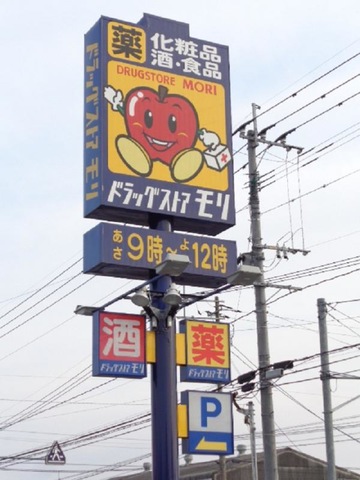 薬 化粧品
酒・食品
DRUGSTORE MORI
ドラッグストア モリ
ドラッグストア モリ
あさ9時〜よる12時
酒
ドラッグストア モリ
薬
ドラッグストア モリ
P